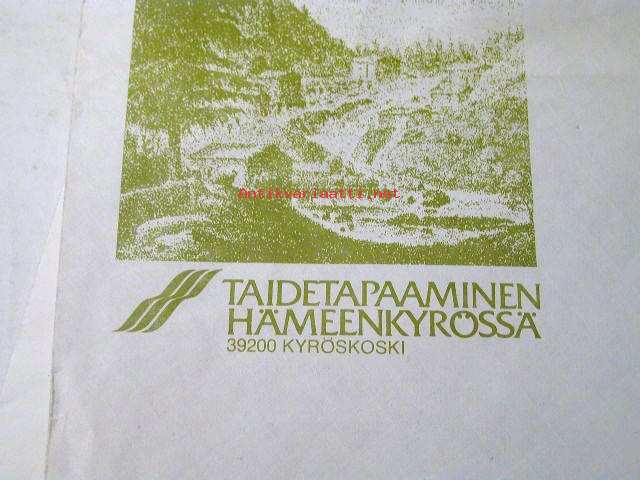 Antikvariaatti.net
TAIDETAPAAMINEN
HÄMEENKYRÖSSÄ
39200 KYRÖSKOSKI